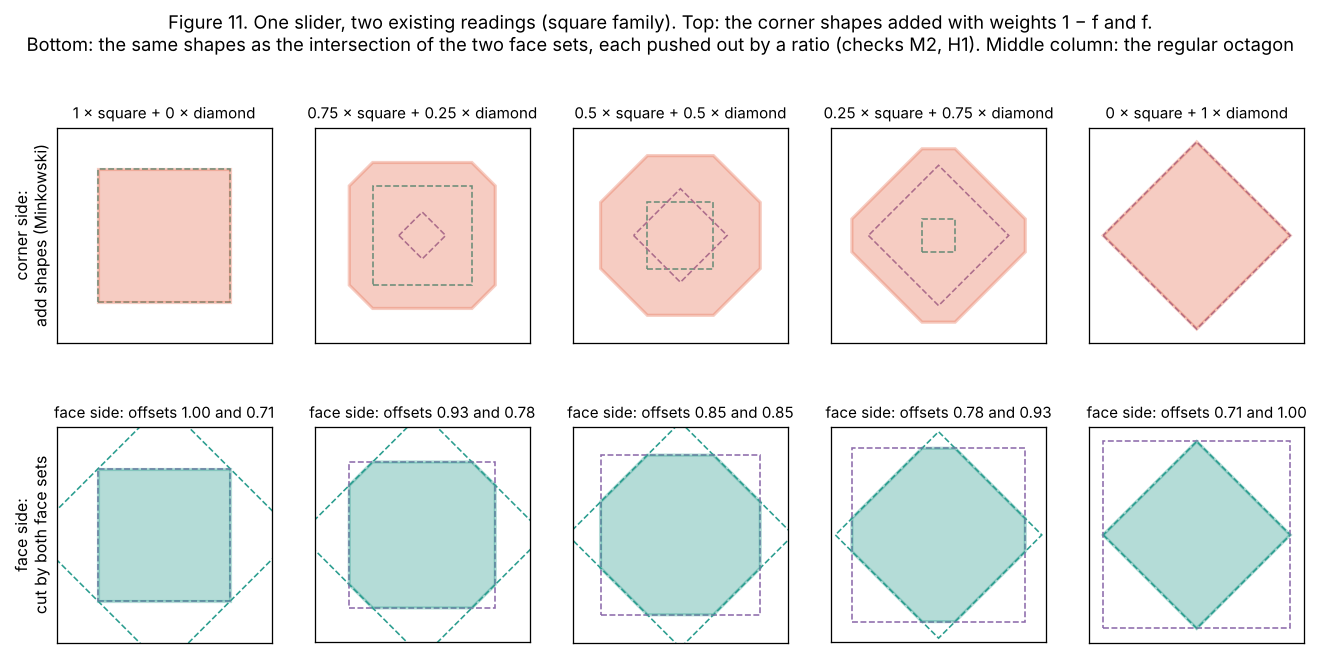 Figure 11. One slider, two existing readings (square family). Top: the corner shapes added with weights 1 − f and f.
Bottom: the same shapes as the intersection of the two face sets, each pushed out by a ratio (checks M2, H1). Middle column: the regular octagon
1 × square + 0 × diamond
0.75 × square + 0.25 × diamond
0.5 × square + 0.5 × diamond
0.25 × square + 0.75 × diamond
0 × square + 1 × diamond
corner side:
add shapes (Minkowski)
face side: offsets 1.00 and 0.71
face side: offsets 0.93 and 0.78
face side: offsets 0.85 and 0.85
face side: offsets 0.78 and 0.93
face side: offsets 0.71 and 1.00
face side:
cut by both face sets